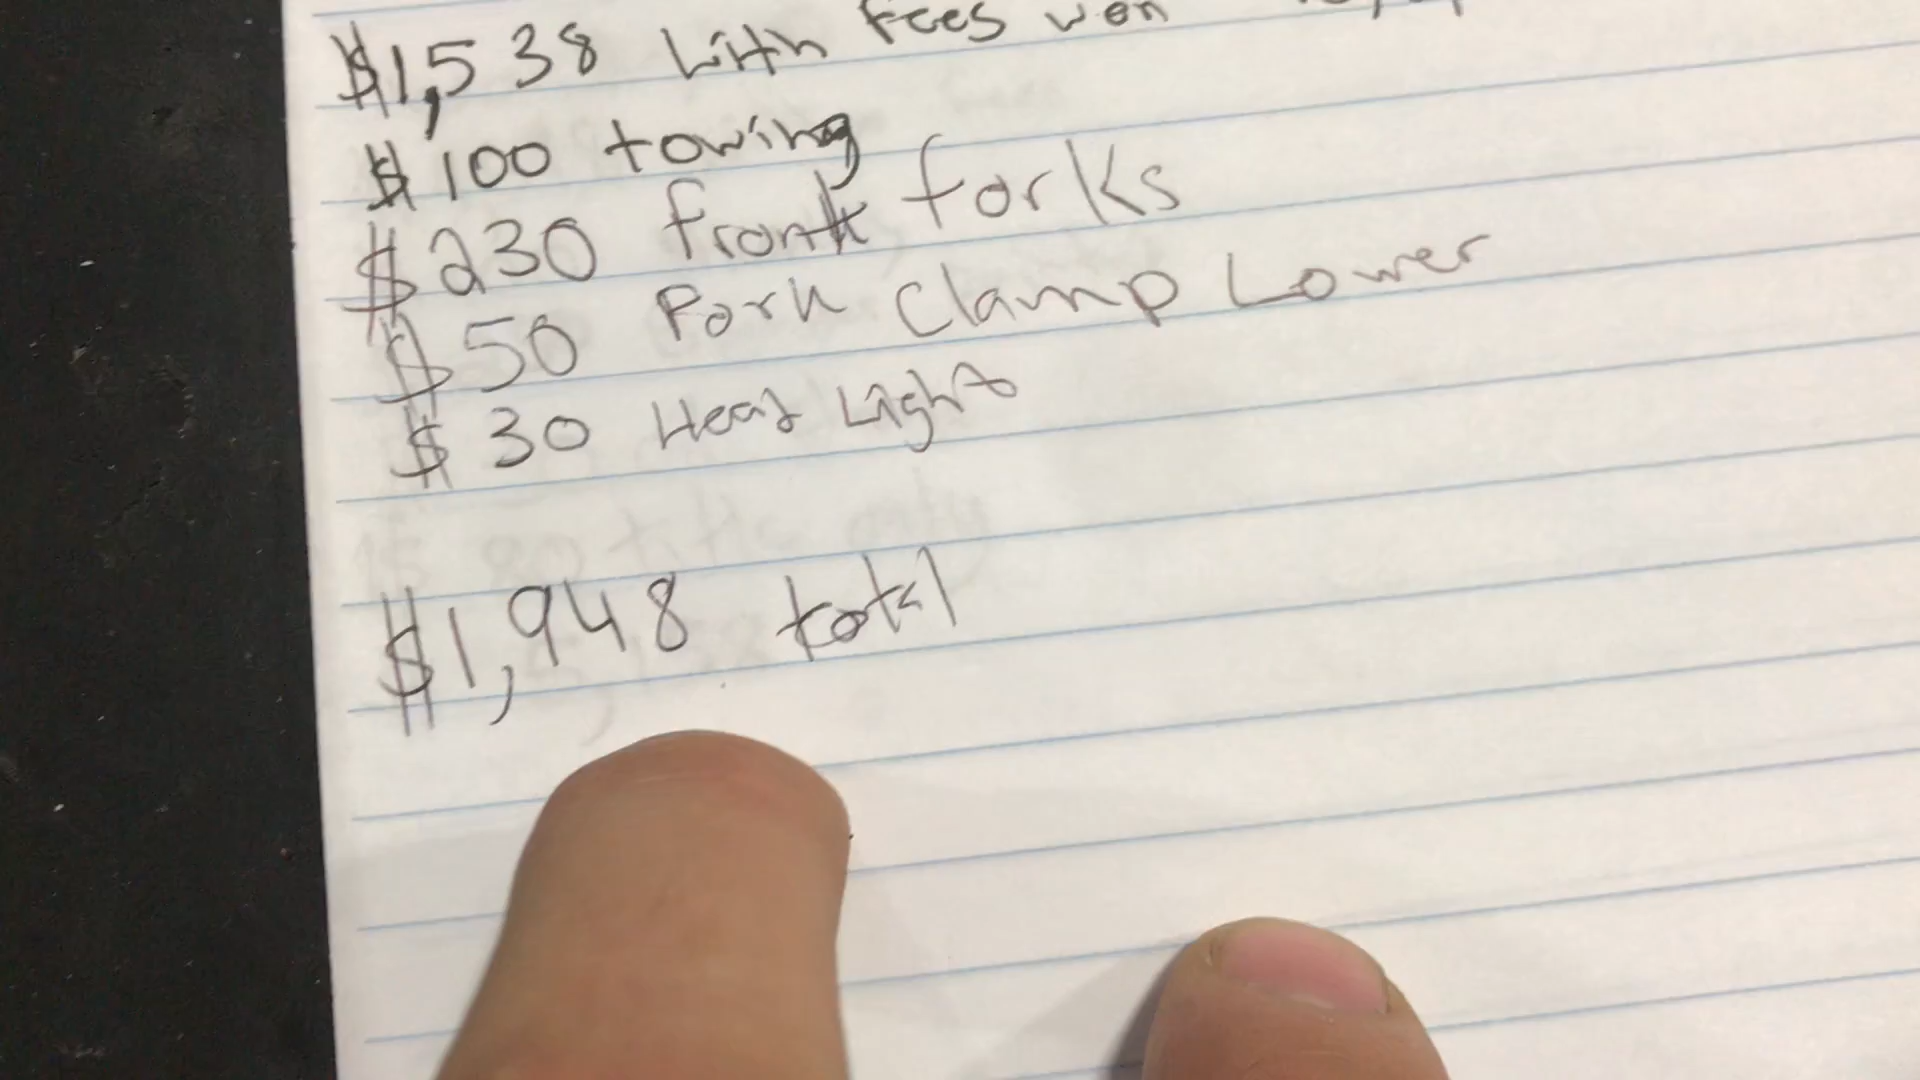 $1,538 with Fees won
$100 towing
$230 front forks
$50 Fork Clamp Lower
$30 Head Light
$1,948 total